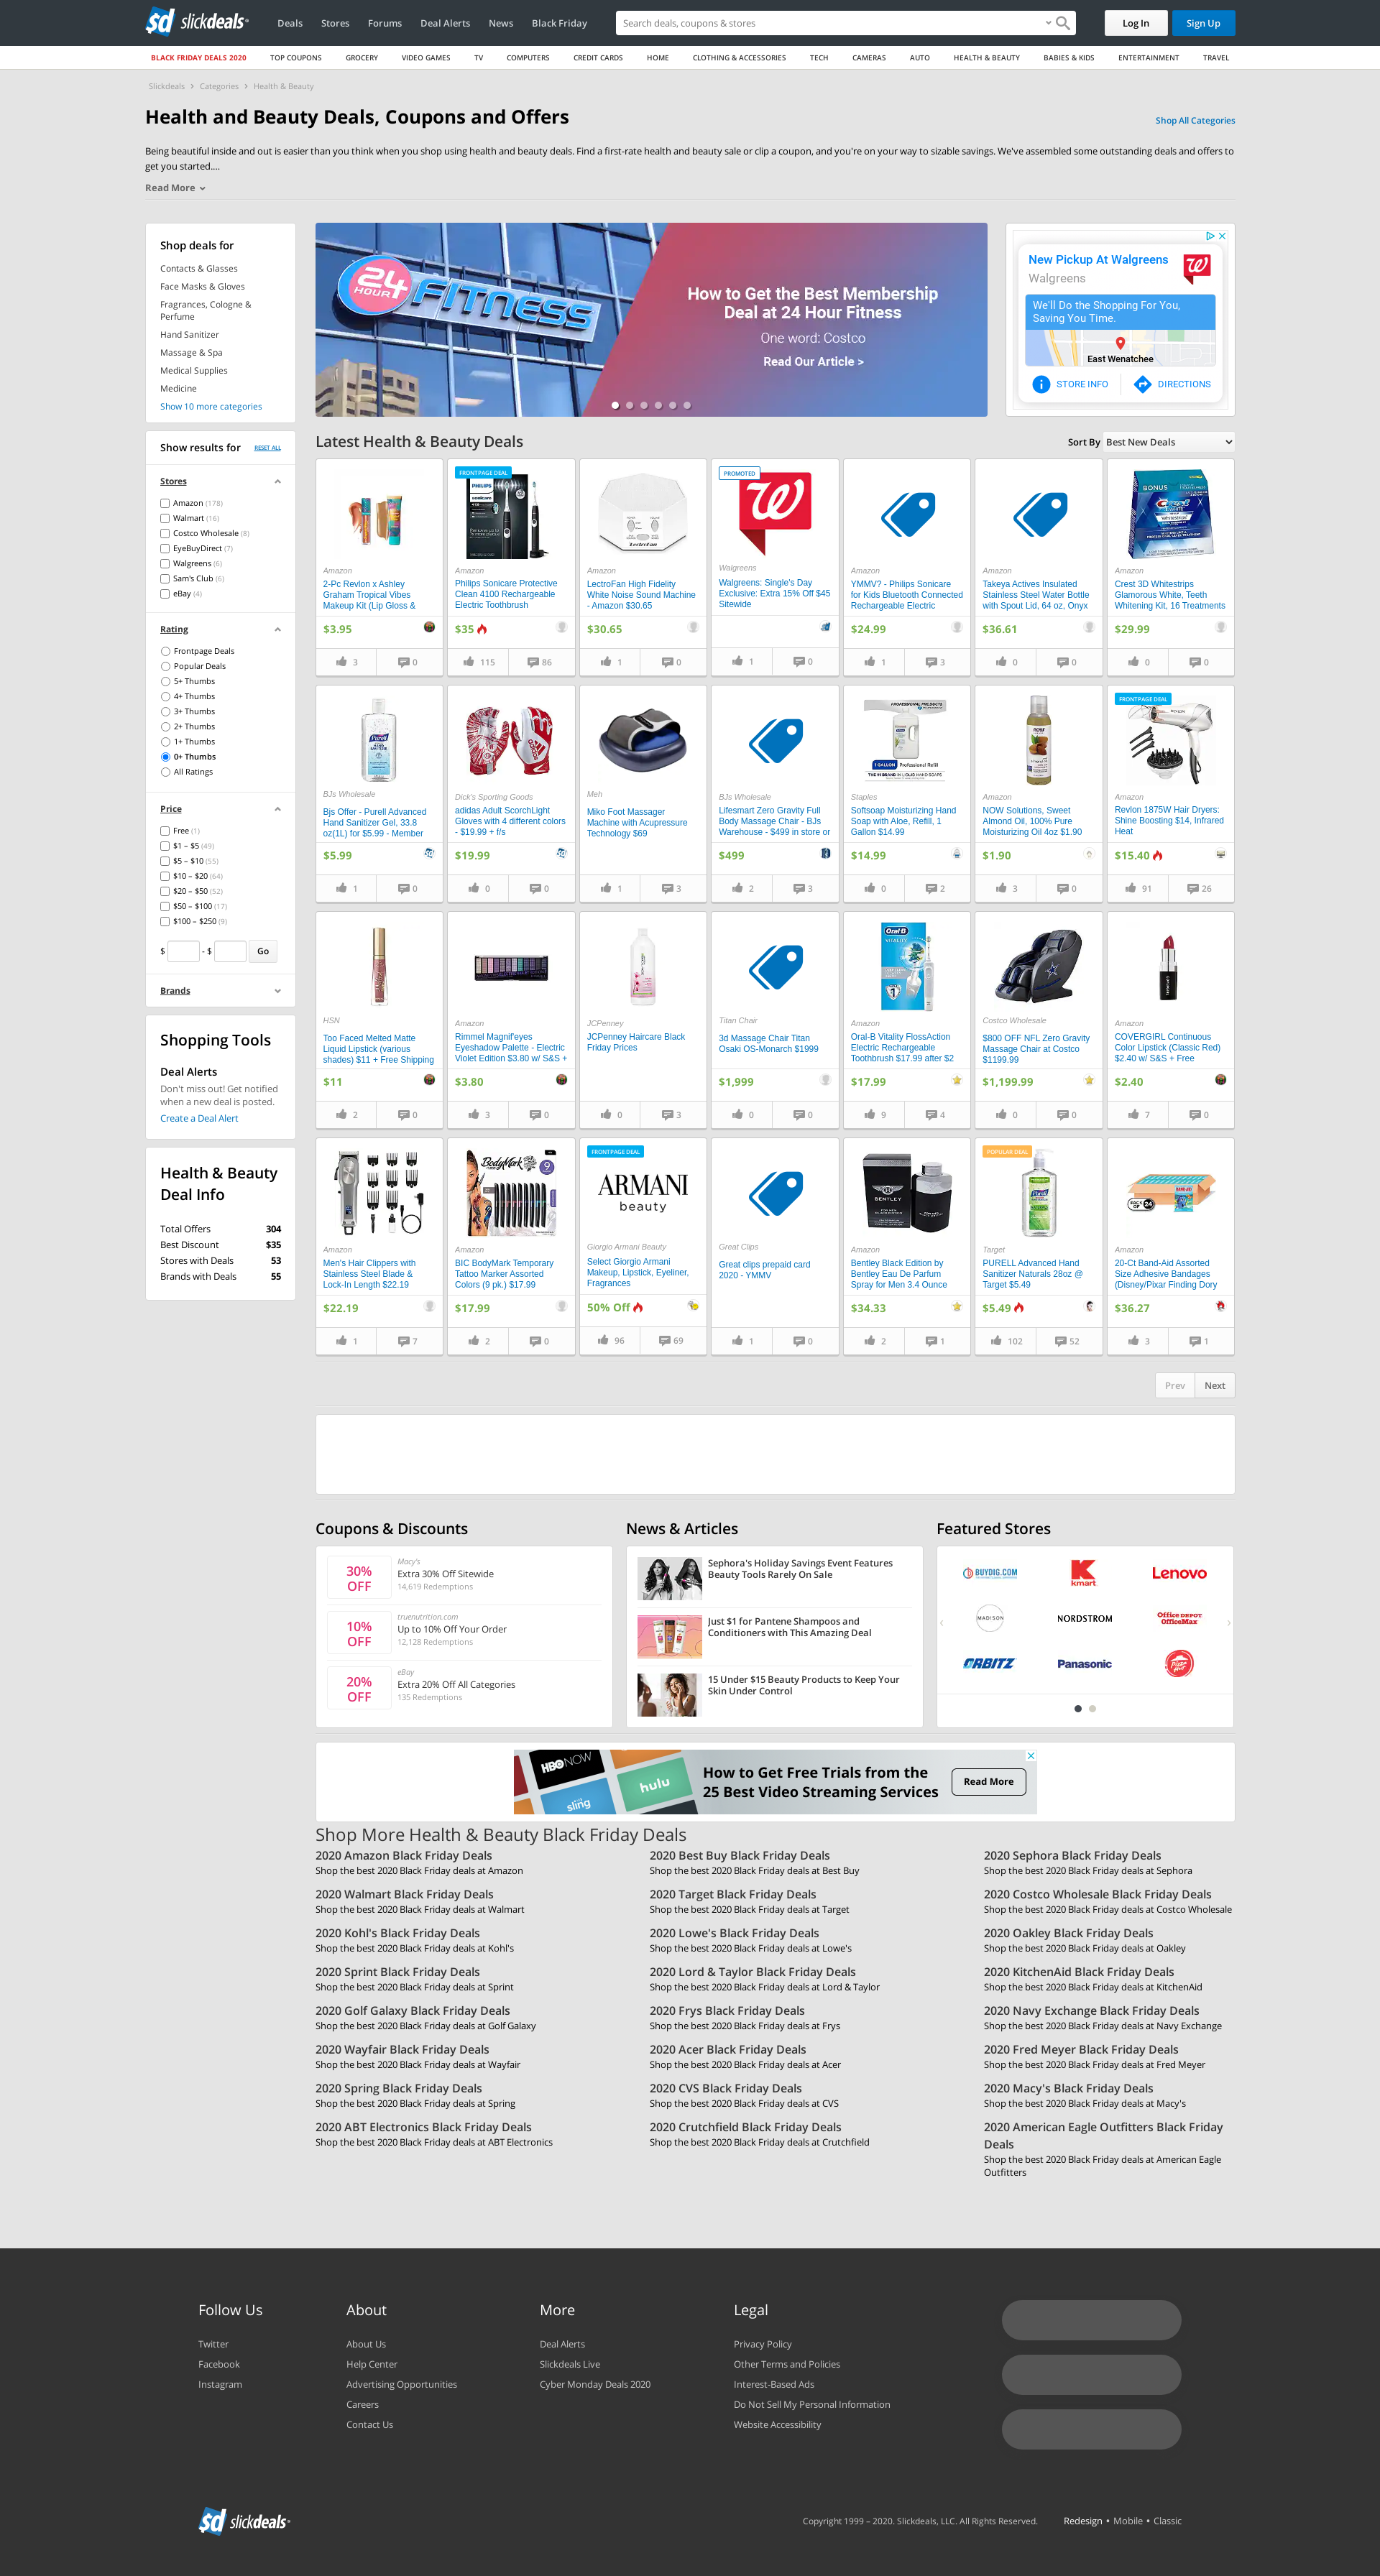 sd slickdeals
Deals
Stores
Forums
Deal Alerts
News
Black Friday
Search deals, coupons & stores
Log In
Sign Up
BLACK FRIDAY DEALS 2020
TOP COUPONS
GROCERY
VIDEO GAMES
TV
COMPUTERS
CREDIT CARDS
HOME
CLOTHING & ACCESSORIES
TECH
CAMERAS
AUTO
HEALTH & BEAUTY
BABIES & KIDS
ENTERTAINMENT
TRAVEL
Slickdeals > Categories > Health & Beauty
Health and Beauty Deals, Coupons and Offers
Shop All Categories
Being beautiful inside and out is easier than you think when you shop using health and beauty deals. Find a first-rate health and beauty sale or clip a coupon, and you're on your way to sizable savings. We've assembled some outstanding deals and offers to
get you started....
Read More
Shop deals for
Contacts & Glasses
Face Masks & Gloves
Fragrances, Cologne &
Perfume
Hand Sanitizer
Massage & Spa
Medical Supplies
Medicine
Show 10 more categories
Show results for
RESET ALL
Stores
Amazon (178)
Walmart (16)
Costco Wholesale (8)
EyeBuyDirect (7)
Walgreens (6)
Sam's Club (6)
eBay (4)
Rating
Frontpage Deals
Popular Deals
5+ Thumbs
4+ Thumbs
3+ Thumbs
2+ Thumbs
1+ Thumbs
0+ Thumbs
All Ratings
Price
Free (1)
$1 – $5 (49)
$5 – $10 (55)
$10 – $20 (64)
$20 – $50 (52)
$50 – $100 (17)
$100 – $250 (9)
$ - $ Go
Brands
Shopping Tools
Deal Alerts
Don't miss out! Get notified
when a new deal is posted.
Create a Deal Alert
Health & Beauty
Deal Info
Total Offers 304
Best Discount $35
Stores with Deals 53
Brands with Deals 55
24 HOUR FITNESS
How to Get the Best Membership
Deal at 24 Hour Fitness
One word: Costco
Read Our Article >
New Pickup At Walgreens
Walgreens
We'll Do the Shopping For You,
Saving You Time.
East Wenatchee
STORE INFO
DIRECTIONS
Latest Health & Beauty Deals
Sort By Best New Deals
Amazon
2-Pc Revlon x Ashley
Graham Tropical Vibes
Makeup Kit (Lip Gloss &
$3.95
3 0
FRONTPAGE DEAL
PHILIPS
sonicare
Amazon
Philips Sonicare Protective
Clean 4100 Rechargeable
Electric Toothbrush
$35
115 86
LectroFan
Amazon
LectroFan High Fidelity
White Noise Sound Machine
- Amazon $30.65
$30.65
1 0
PROMOTED
Walgreens
Walgreens: Single's Day
Exclusive: Extra 15% Off $45
Sitewide
1 0
Amazon
YMMV? - Philips Sonicare
for Kids Bluetooth Connected
Rechargeable Electric
$24.99
1 3
Amazon
Takeya Actives Insulated
Stainless Steel Water Bottle
with Spout Lid, 64 oz, Onyx
$36.61
0 0
BONUS
Crest
Amazon
Crest 3D Whitestrips
Glamorous White, Teeth
Whitening Kit, 16 Treatments
$29.99
0 0
Purell
BJs Wholesale
Bjs Offer - Purell Advanced
Hand Sanitizer Gel, 33.8
oz(1L) for $5.99 - Member
$5.99
1 0
Dick's Sporting Goods
adidas Adult ScorchLight
Gloves with 4 different colors
- $19.99 + f/s
$19.99
0 0
Meh
Miko Foot Massager
Machine with Acupressure
Technology $69
1 3
BJs Wholesale
Lifesmart Zero Gravity Full
Body Massage Chair - BJs
Warehouse - $499 in store or
$499
2 3
PROFESSIONAL PRODUCTS
1 GALLON Professional Refill
Staples
Softsoap Moisturizing Hand
Soap with Aloe, Refill, 1
Gallon $14.99
$14.99
0 2
NOW
Amazon
NOW Solutions, Sweet
Almond Oil, 100% Pure
Moisturizing Oil 4oz $1.90
$1.90
3 0
FRONTPAGE DEAL
Amazon
Revlon 1875W Hair Dryers:
Shine Boosting $14, Infrared
Heat
$15.40
91 26
HSN
Too Faced Melted Matte
Liquid Lipstick (various
shades) $11 + Free Shipping
$11
2 0
Amazon
Rimmel Magnif'eyes
Eyeshadow Palette - Electric
Violet Edition $3.80 w/ S&S +
$3.80
3 0
JCPenney
JCPenney Haircare Black
Friday Prices
0 3
Titan Chair
3d Massage Chair Titan
Osaki OS-Monarch $1999
$1,999
0 0
Oral-B
VITALITY
Amazon
Oral-B Vitality FlossAction
Electric Rechargeable
Toothbrush $17.99 after $2
$17.99
9 4
Costco Wholesale
$800 OFF NFL Zero Gravity
Massage Chair at Costco
$1199.99
$1,199.99
0 0
Amazon
COVERGIRL Continuous
Color Lipstick (Classic Red)
$2.40 w/ S&S + Free
$2.40
7 0
Amazon
Men's Hair Clippers with
Stainless Steel Blade &
Lock-In Length $22.19
$22.19
1 7
BodyMark
9
Amazon
BIC BodyMark Temporary
Tattoo Marker Assorted
Colors (9 pk.) $17.99
$17.99
2 0
FRONTPAGE DEAL
ARMANI
beauty
Giorgio Armani Beauty
Select Giorgio Armani
Makeup, Lipstick, Eyeliner,
Fragrances
50% Off
96 69
Great Clips
Great clips prepaid card
2020 - YMMV
1 0
BENTLEY
Amazon
Bentley Black Edition by
Bentley Eau De Parfum
Spray for Men 3.4 Ounce
$34.33
2 1
POPULAR DEAL
Purell
Target
PURELL Advanced Hand
Sanitizer Naturals 28oz @
Target $5.49
$5.49
102 52
PACK OF 24
Amazon
20-Ct Band-Aid Assorted
Size Adhesive Bandages
(Disney/Pixar Finding Dory
$36.27
3 1
Prev
Next
Coupons & Discounts
30% OFF
Macy's
Extra 30% Off Sitewide
14,619 Redemptions
10% OFF
truenutrition.com
Up to 10% Off Your Order
12,128 Redemptions
20% OFF
eBay
Extra 20% Off All Categories
135 Redemptions
News & Articles
Sephora's Holiday Savings Event Features
Beauty Tools Rarely On Sale
Just $1 for Pantene Shampoos and
Conditioners with This Amazing Deal
15 Under $15 Beauty Products to Keep Your
Skin Under Control
Featured Stores
BUYDIG.COM
kmart
Lenovo
MADISON
NORDSTROM
Office DEPOT
OfficeMax
ORBITZ
Panasonic
Pizza Hut
HBO NOW
hulu
sling
How to Get Free Trials from the
25 Best Video Streaming Services
Read More
Shop More Health & Beauty Black Friday Deals
2020 Amazon Black Friday Deals
Shop the best 2020 Black Friday deals at Amazon
2020 Best Buy Black Friday Deals
Shop the best 2020 Black Friday deals at Best Buy
2020 Sephora Black Friday Deals
Shop the best 2020 Black Friday deals at Sephora
2020 Walmart Black Friday Deals
Shop the best 2020 Black Friday deals at Walmart
2020 Target Black Friday Deals
Shop the best 2020 Black Friday deals at Target
2020 Costco Wholesale Black Friday Deals
Shop the best 2020 Black Friday deals at Costco Wholesale
2020 Kohl's Black Friday Deals
Shop the best 2020 Black Friday deals at Kohl's
2020 Lowe's Black Friday Deals
Shop the best 2020 Black Friday deals at Lowe's
2020 Oakley Black Friday Deals
Shop the best 2020 Black Friday deals at Oakley
2020 Sprint Black Friday Deals
Shop the best 2020 Black Friday deals at Sprint
2020 Lord & Taylor Black Friday Deals
Shop the best 2020 Black Friday deals at Lord & Taylor
2020 KitchenAid Black Friday Deals
Shop the best 2020 Black Friday deals at KitchenAid
2020 Golf Galaxy Black Friday Deals
Shop the best 2020 Black Friday deals at Golf Galaxy
2020 Frys Black Friday Deals
Shop the best 2020 Black Friday deals at Frys
2020 Navy Exchange Black Friday Deals
Shop the best 2020 Black Friday deals at Navy Exchange
2020 Wayfair Black Friday Deals
Shop the best 2020 Black Friday deals at Wayfair
2020 Acer Black Friday Deals
Shop the best 2020 Black Friday deals at Acer
2020 Fred Meyer Black Friday Deals
Shop the best 2020 Black Friday deals at Fred Meyer
2020 Spring Black Friday Deals
Shop the best 2020 Black Friday deals at Spring
2020 CVS Black Friday Deals
Shop the best 2020 Black Friday deals at CVS
2020 Macy's Black Friday Deals
Shop the best 2020 Black Friday deals at Macy's
2020 ABT Electronics Black Friday Deals
Shop the best 2020 Black Friday deals at ABT Electronics
2020 Crutchfield Black Friday Deals
Shop the best 2020 Black Friday deals at Crutchfield
2020 American Eagle Outfitters Black Friday
Deals
Shop the best 2020 Black Friday deals at American Eagle
Outfitters
Follow Us
Twitter
Facebook
Instagram
About
About Us
Help Center
Advertising Opportunities
Careers
Contact Us
More
Deal Alerts
Slickdeals Live
Cyber Monday Deals 2020
Legal
Privacy Policy
Other Terms and Policies
Interest-Based Ads
Do Not Sell My Personal Information
Website Accessibility
sd slickdeals
Copyright 1999 – 2020. Slickdeals, LLC. All Rights Reserved.
Redesign • Mobile • Classic